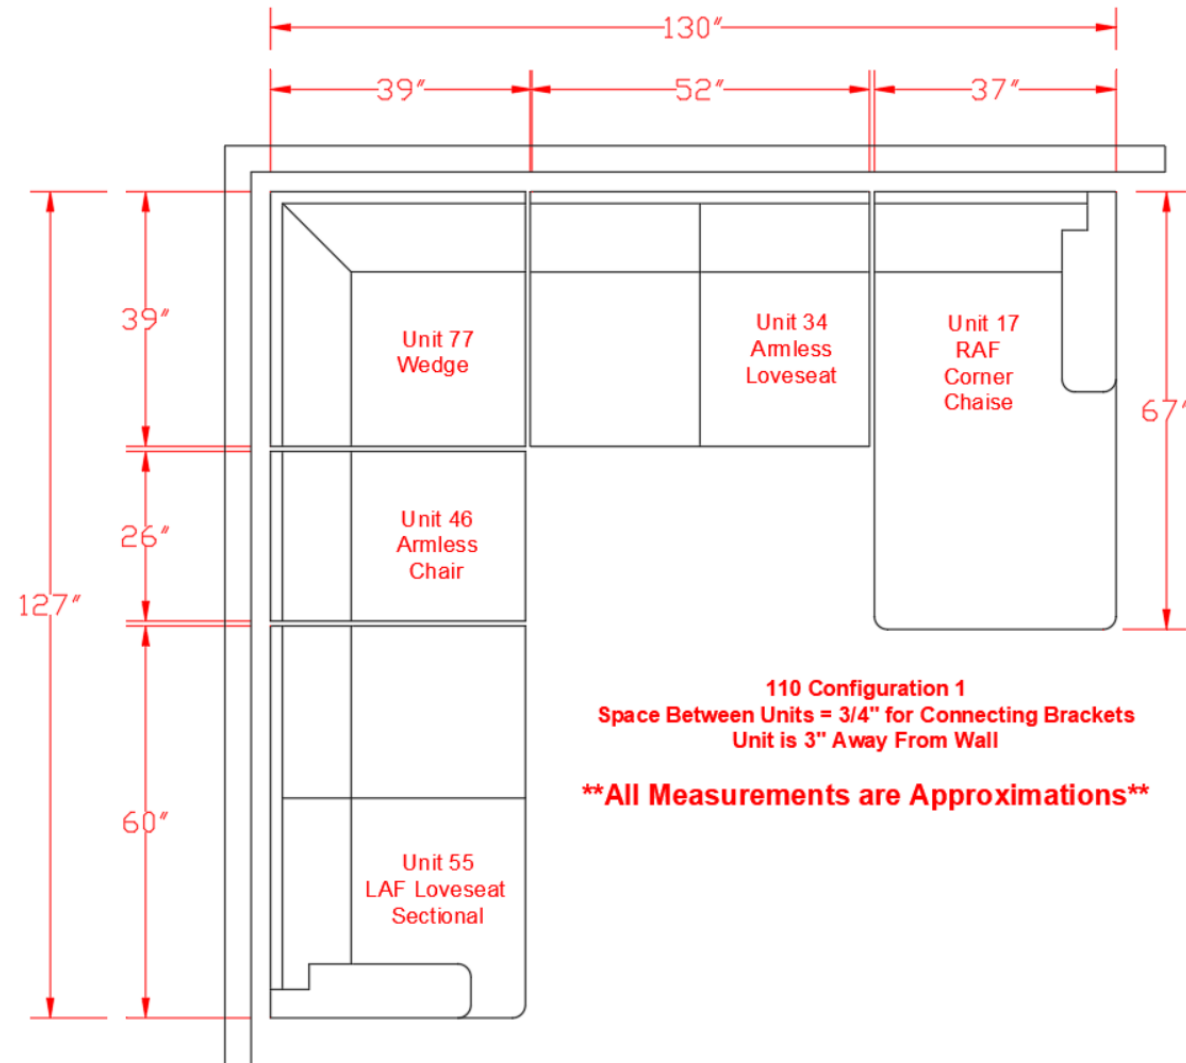 130"
39"
52"
37"
39"
Unit 77
Wedge
Unit 34
Armless
Loveseat
Unit 17
RAF
Corner
Chaise
67"
26"
Unit 46
Armless
Chair
127"
110 Configuration 1
Space Between Units = 3/4" for Connecting Brackets
Unit is 3" Away From Wall
**All Measurements are Approximations**
60"
Unit 55
LAF Loveseat
Sectional